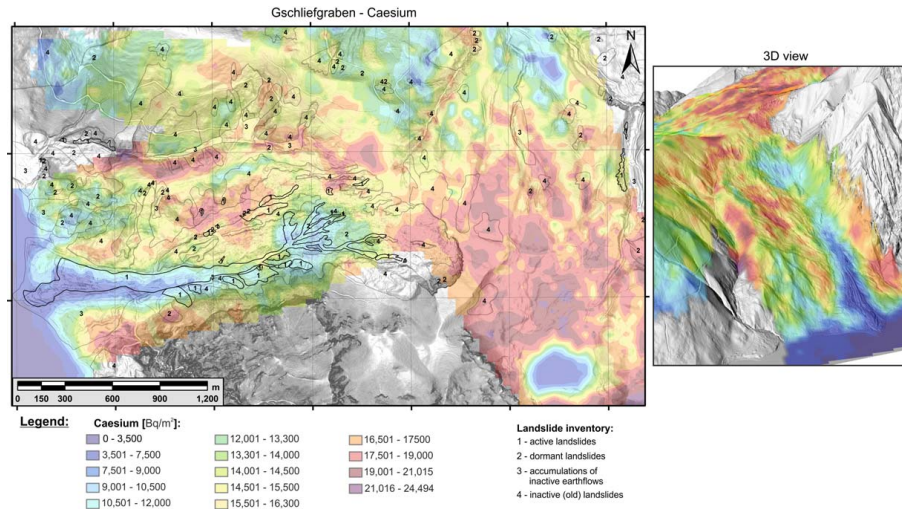 Gschliefgraben - Caesium
N
3D view
0 150 300 600 900 1,200 m
Legend:
Caesium [Bq/m²]:
0 - 3,500
3,501 - 7,500
7,501 - 9,000
9,001 - 10,500
10,501 - 12,000
12,001 - 13,300
13,301 - 14,000
14,001 - 14,500
14,501 - 15,500
15,501 - 16,300
16,501 - 17500
17,501 - 19,000
19,001 - 21,015
21,016 - 24,494
Landslide inventory:
1 - active landslides
2 - dormant landslides
3 - accumulations of
inactive earthflows
4 - inactive (old) landslides